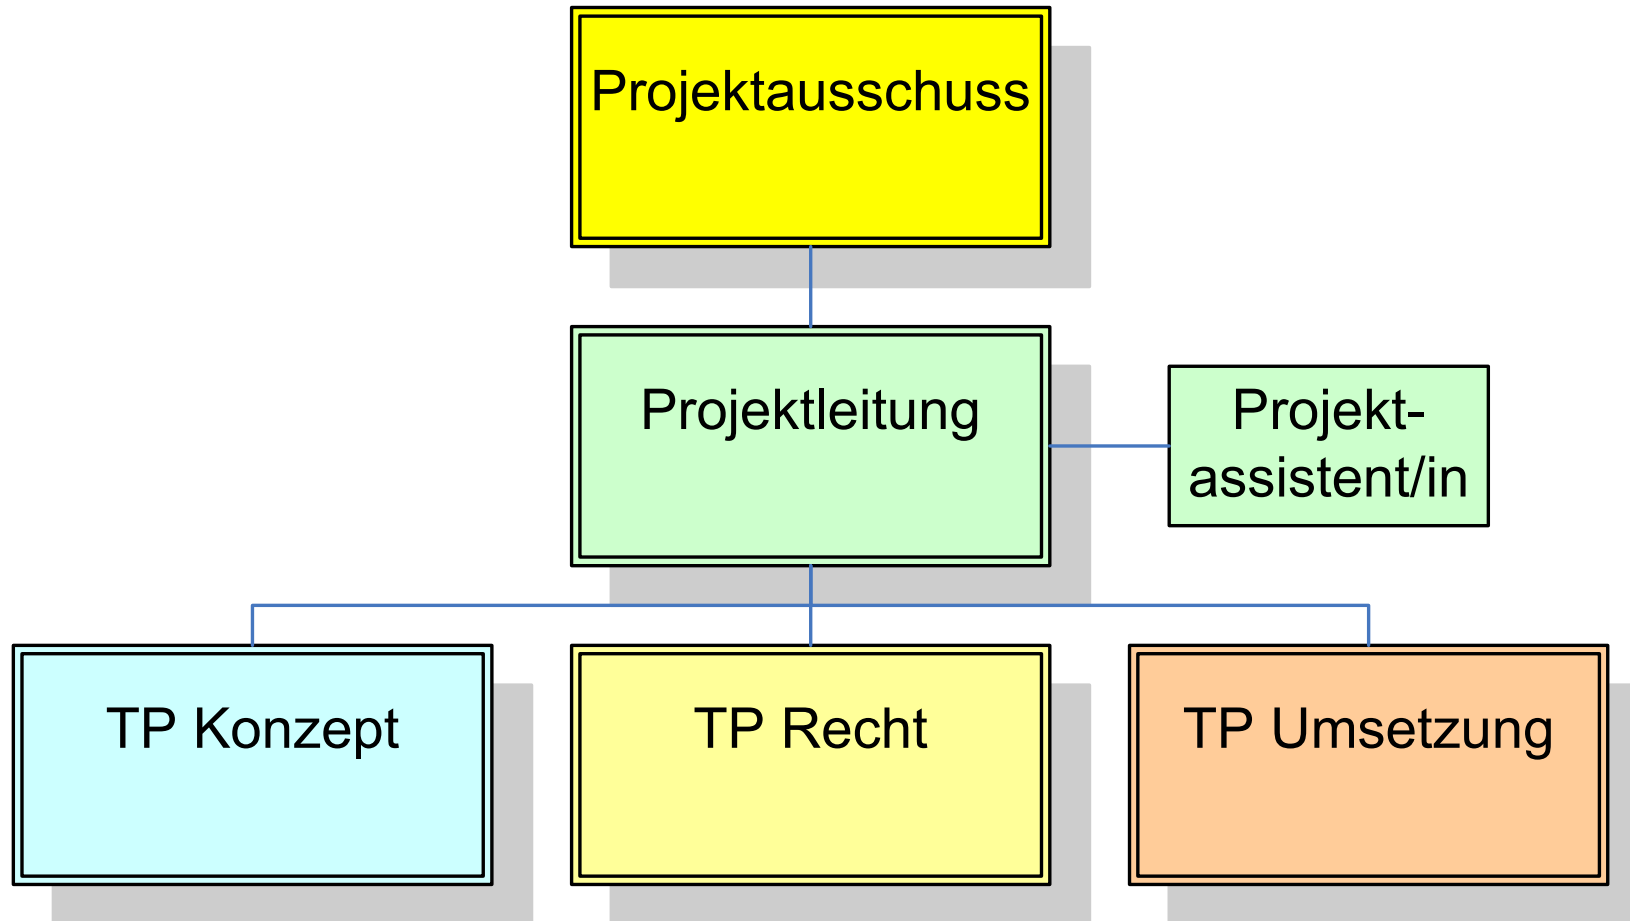 Projektausschuss
Projektleitung
Projekt-
assistent/in
TP Konzept
TP Recht
TP Umsetzung